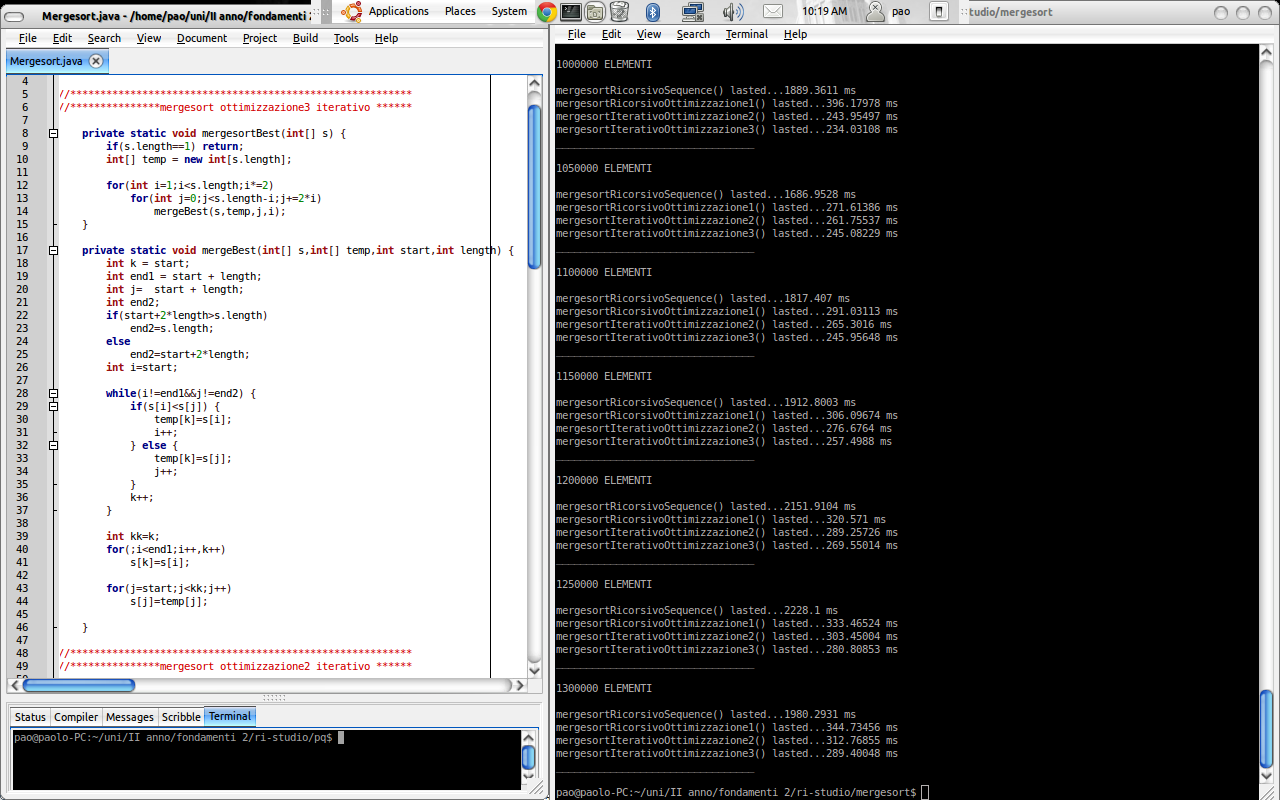 Mergesort.java - /home/pao/uni/II anno/fondamenti 2
Applications Places System
10:19 AM
pao
tudio/mergesort
File Edit Search View Document Project Build Tools Help
Mergesort.java
4
5 //*********************************************************
6 //***************mergesort ottimizzazione3 iterativo ******
7
8 private static void mergesortBest(int[] s) {
9 if(s.length==1) return;
10 int[] temp = new int[s.length];
11
12 for(int i=1;i<s.length;i*=2)
13 for(int j=0;j<s.length-i;j+=2*i)
14 mergeBest(s,temp,j,i);
15 }
16
17 private static void mergeBest(int[] s,int[] temp,int start,int length) {
18 int k = start;
19 int end1 = start + length;
20 int j=  start + length;
21 int end2;
22 if(start+2*length>s.length)
23 end2=s.length;
24 else
25 end2=start+2*length;
26 int i=start;
27
28 while(i!=end1&&j!=end2) {
29 if(s[i]<s[j]) {
30 temp[k]=s[i];
31 i++;
32 } else {
33 temp[k]=s[j];
34 j++;
35 }
36 k++;
37 }
38
39 int kk=k;
40 for(;i<end1;i++,k++)
41 s[k]=s[i];
42
43 for(j=start;j<kk;j++)
44 s[j]=temp[j];
45
46 }
47
48 //*********************************************************
49 //***************mergesort ottimizzazione2 iterativo ******
Status Compiler Messages Scribble Terminal
pao@paolo-PC:~/uni/II anno/fondamenti 2/ri-studio/pq$
File Edit View Search Terminal Help
1000000 ELEMENTI
mergesortRicorsivoSequence() lasted...1889.3611 ms
mergesortRicorsivoOttimizzazione1() lasted...396.17978 ms
mergesortIterativoOttimizzazione2() lasted...243.95497 ms
mergesortIterativoOttimizzazione3() lasted...234.03108 ms
_________________________________
1050000 ELEMENTI
mergesortRicorsivoSequence() lasted...1686.9528 ms
mergesortRicorsivoOttimizzazione1() lasted...271.61386 ms
mergesortIterativoOttimizzazione2() lasted...261.75537 ms
mergesortIterativoOttimizzazione3() lasted...245.08229 ms
_________________________________
1100000 ELEMENTI
mergesortRicorsivoSequence() lasted...1817.407 ms
mergesortRicorsivoOttimizzazione1() lasted...291.03113 ms
mergesortIterativoOttimizzazione2() lasted...265.3016 ms
mergesortIterativoOttimizzazione3() lasted...245.95648 ms
_________________________________
1150000 ELEMENTI
mergesortRicorsivoSequence() lasted...1912.8003 ms
mergesortRicorsivoOttimizzazione1() lasted...306.09674 ms
mergesortIterativoOttimizzazione2() lasted...276.6764 ms
mergesortIterativoOttimizzazione3() lasted...257.4988 ms
_________________________________
1200000 ELEMENTI
mergesortRicorsivoSequence() lasted...2151.9104 ms
mergesortRicorsivoOttimizzazione1() lasted...320.571 ms
mergesortIterativoOttimizzazione2() lasted...289.25726 ms
mergesortIterativoOttimizzazione3() lasted...269.55014 ms
_________________________________
1250000 ELEMENTI
mergesortRicorsivoSequence() lasted...2228.1 ms
mergesortRicorsivoOttimizzazione1() lasted...333.46524 ms
mergesortIterativoOttimizzazione2() lasted...303.45004 ms
mergesortIterativoOttimizzazione3() lasted...280.80853 ms
_________________________________
1300000 ELEMENTI
mergesortRicorsivoSequence() lasted...1980.2931 ms
mergesortRicorsivoOttimizzazione1() lasted...344.73456 ms
mergesortIterativoOttimizzazione2() lasted...312.76855 ms
mergesortIterativoOttimizzazione3() lasted...289.40048 ms
_________________________________
pao@paolo-PC:~/uni/II anno/fondamenti 2/ri-studio/mergesort$